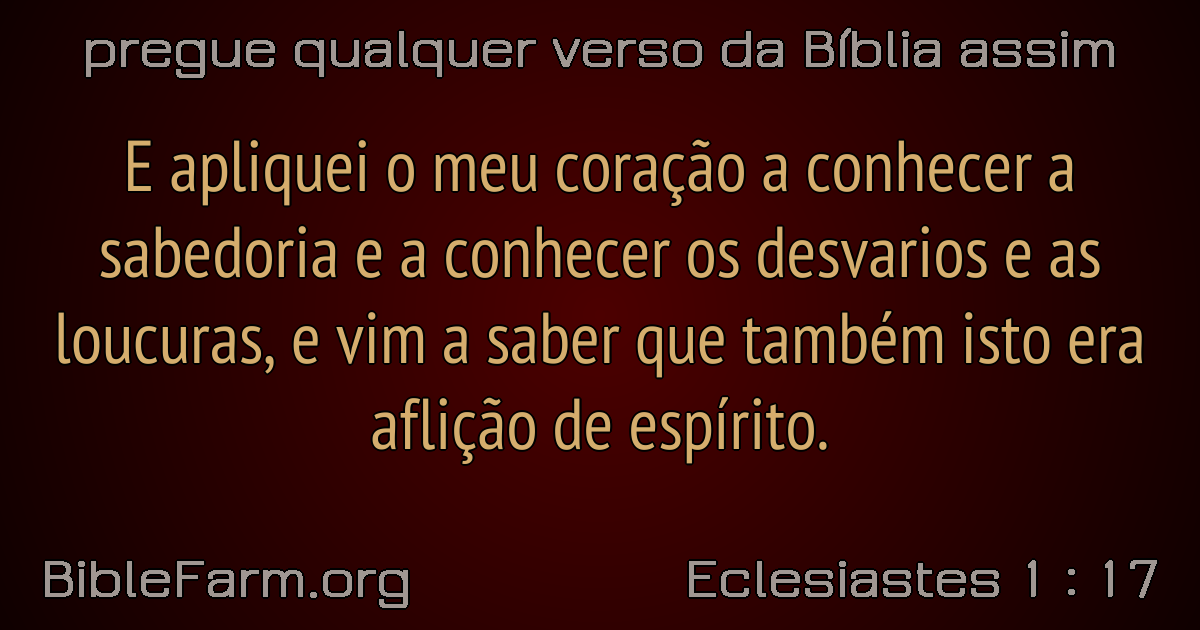 pregue qualquer verso da Bíblia assim
E apliquei o meu coração a conhecer a
sabedoria e a conhecer os desvarios e as
loucuras, e vim a saber que também isto era
aflição de espírito.
BibleFarm.org
Eclesiastes 1 : 17